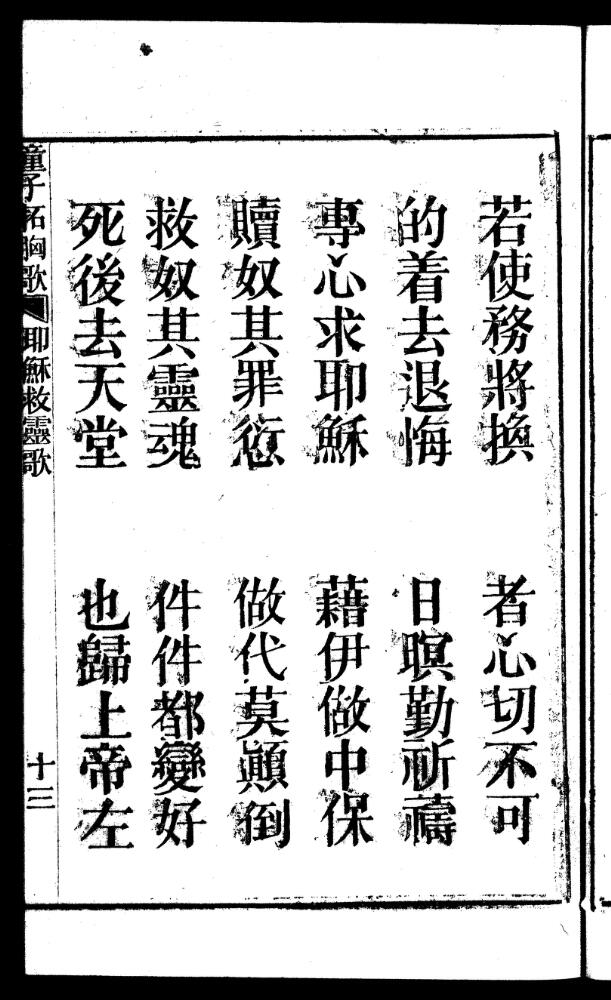 若使務將換 者心切不可
的着去退悔 日暝勤祈禱
專心求耶穌 藉伊做中保
贖奴其罪愆 做代莫顛倒
救奴其靈魂 件件都變好
死後去天堂 也歸上帝左
童子拓胸歌 耶穌救靈歌 十三